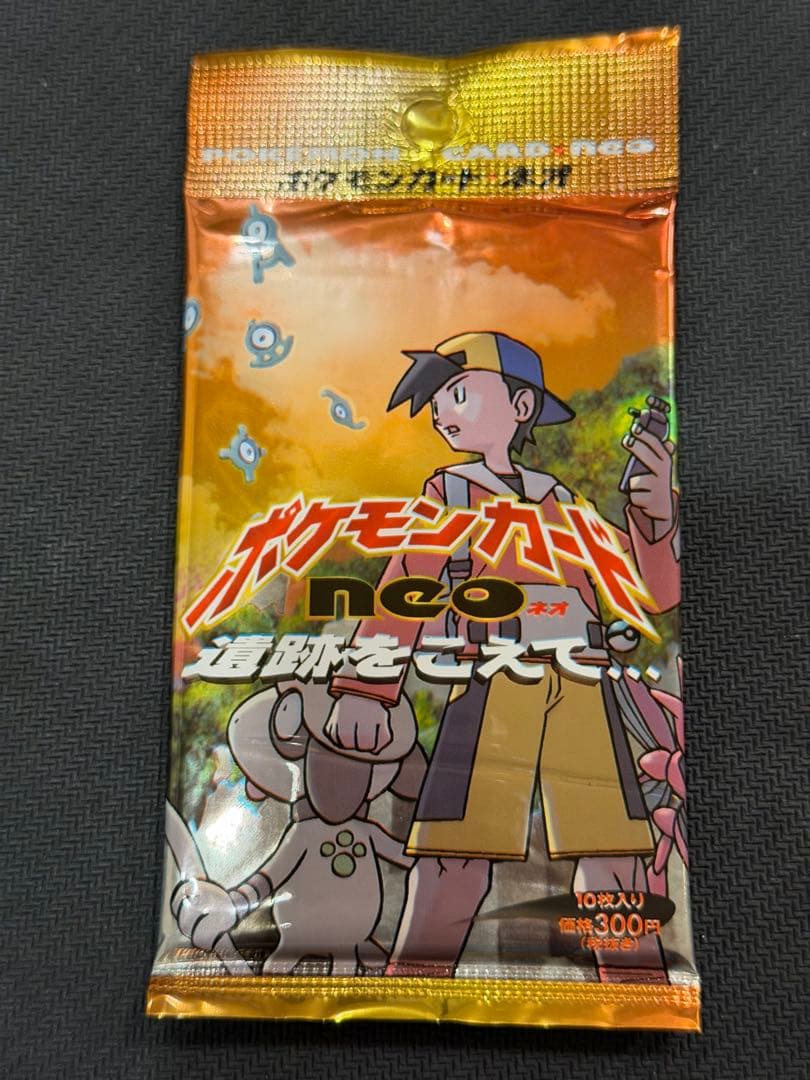 POKÉMON CARD★neo
ポケモンカード★ネオ
ポケモンカード
neo ネオ
遺跡をこえて…
10枚入り
価格300円
(税抜き)